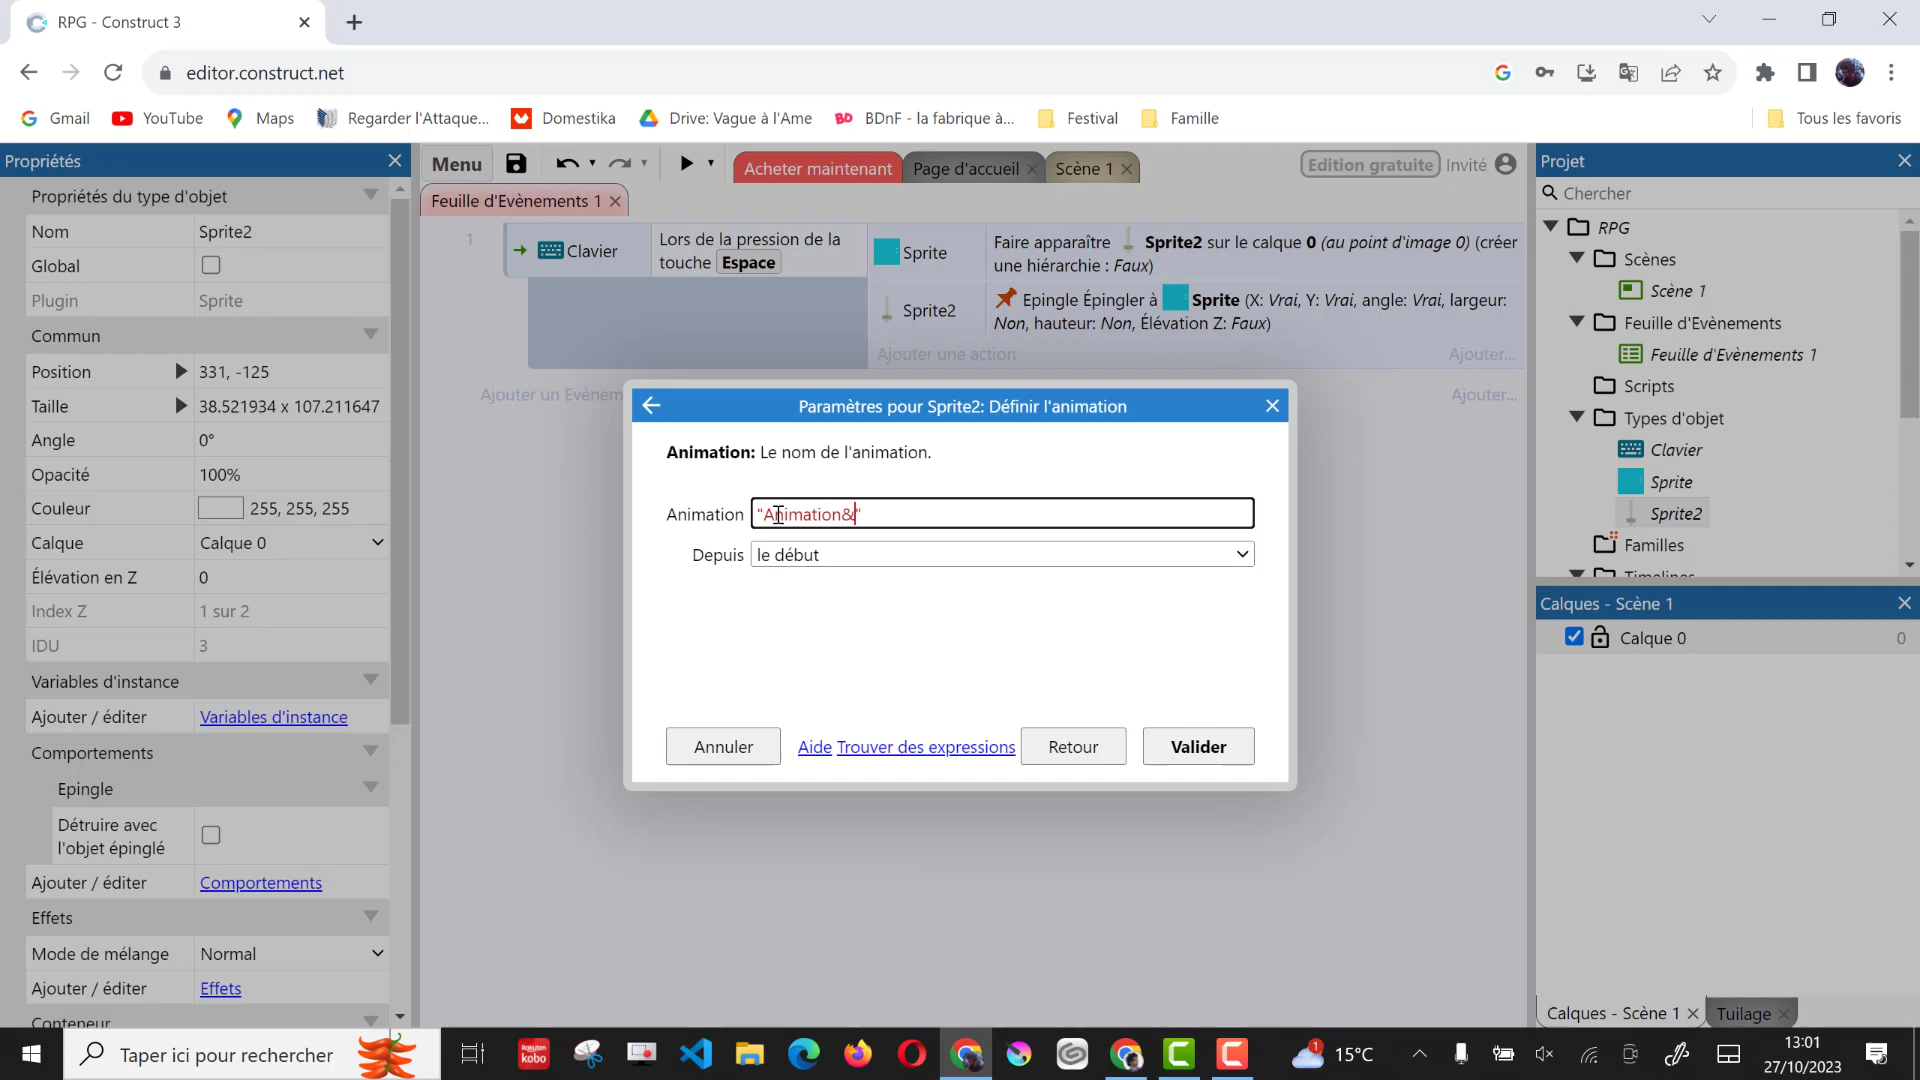 RPG - Construct 3
editor.construct.net
Gmail YouTube Maps Regarder l'Attaque... Domestika Drive: Vague à l'Ame BDnF - la fabrique à... Festival Famille Tous les favoris
Propriétés
Propriétés du type d'objet
Nom Sprite2
Global
Plugin Sprite
Commun
Position 331, -125
Taille 38.521934 x 107.211647
Angle 0°
Opacité 100%
Couleur 255, 255, 255
Calque Calque 0
Élévation en Z 0
Index Z 1 sur 2
IDU 3
Variables d'instance
Ajouter / éditer Variables d'instance
Comportements
Epingle
Détruire avec
l'objet épinglé
Ajouter / éditer Comportements
Effets
Mode de mélange Normal
Ajouter / éditer Effets
Conteneur
Menu Acheter maintenant Page d'accueil Scène 1 Edition gratuite Invité
Feuille d'Evènements 1
1 Clavier
Lors de la pression de la
touche Espace
Sprite
Faire apparaître Sprite2 sur le calque 0 (au point d'image 0) (créer
une hiérarchie : Faux)
Sprite2
Epingle Épingler à Sprite (X: Vrai, Y: Vrai, angle: Vrai, largeur:
Non, hauteur: Non, Élévation Z: Faux)
Ajouter une action Ajouter...
Ajouter un Evènem Ajouter...
Paramètres pour Sprite2: Définir l'animation
Animation: Le nom de l'animation.
Animation "Animation&"
Depuis le début
Annuler Aide Trouver des expressions Retour Valider
Projet
Chercher
RPG
Scènes
Scène 1
Feuille d'Evènements
Feuille d'Evènements 1
Scripts
Types d'objet
Clavier
Sprite
Sprite2
Familles
Timelines
Calques - Scène 1
Calque 0 0
Calques - Scène 1 Tuilage
Taper ici pour rechercher
Rakuten
kobo
1
15°C
13:01
27/10/2023